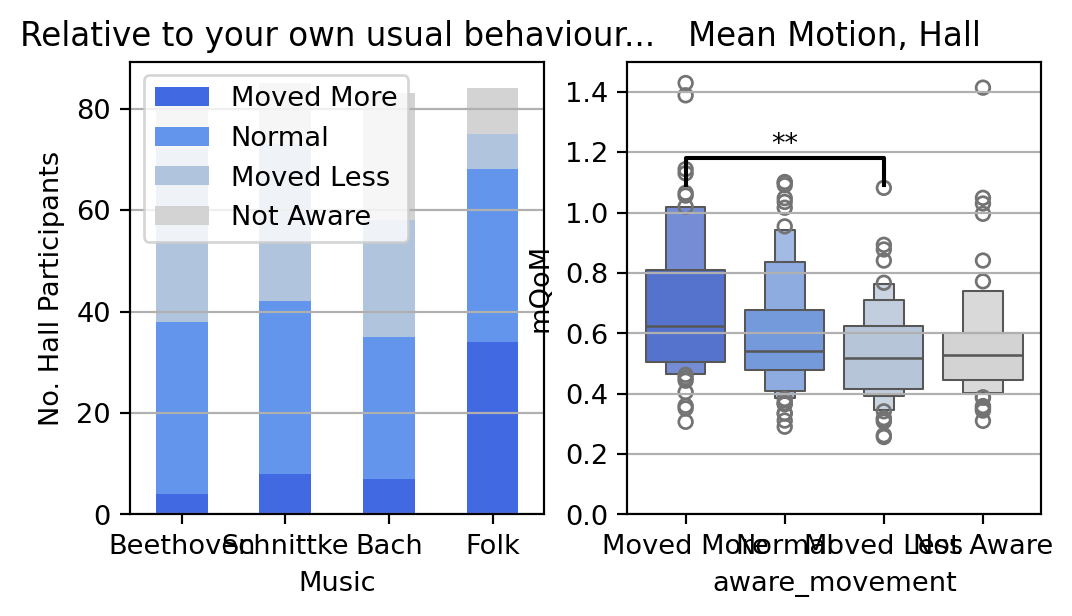 Relative to your own usual behaviour...
Moved More
Normal
Moved Less
Not Aware
No. Hall Participants
80
60
40
20
0
Beethoven Schnittke Bach Folk
Music
Mean Motion, Hall
**
mQoM
1.4
1.2
1.0
0.8
0.6
0.4
0.2
0.0
Moved More Normal Moved Less Not Aware
aware_movement